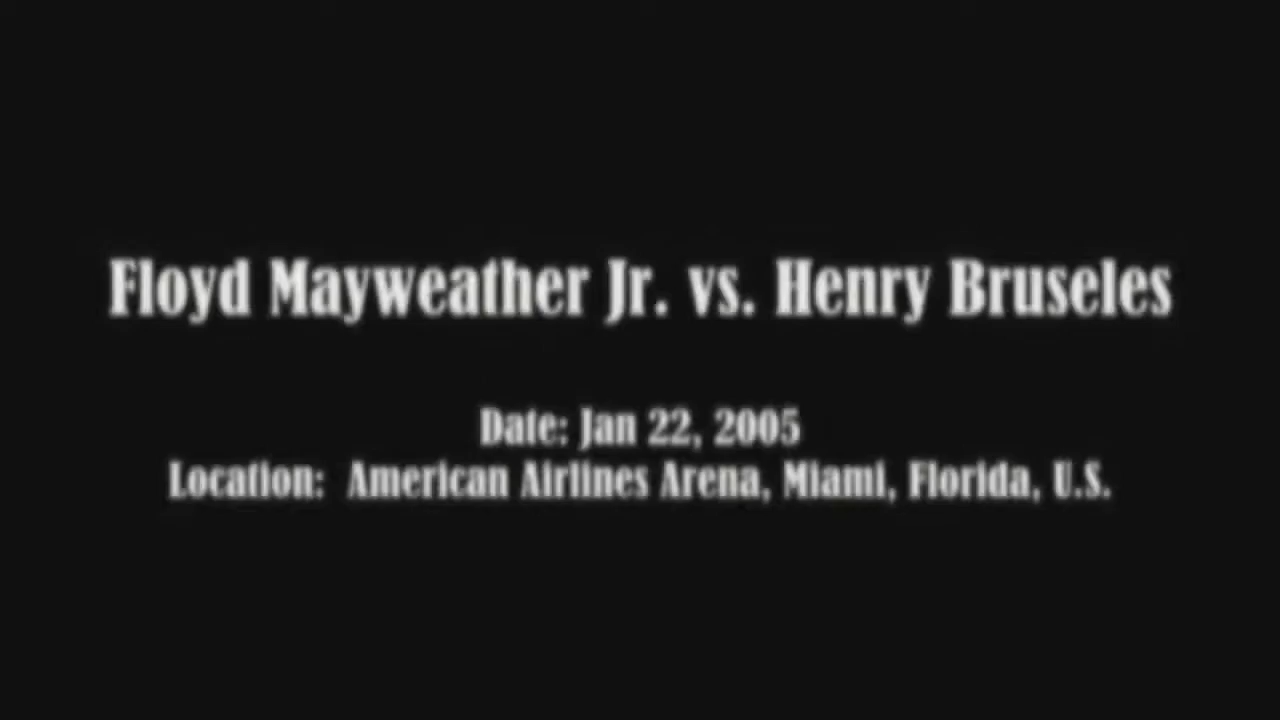 Floyd Mayweather Jr. vs. Henry Bruseles
Date: Jan 22, 2005
Location: American Airlines Arena, Miami, Florida, U.S.